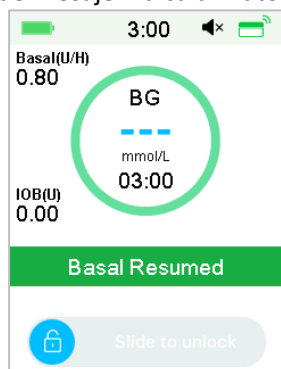 3:00
Basal(U/H)
0.80
BG
---
mmol/L
03:00
IOB(U)
0.00
Basal Resumed
Slide to unlock